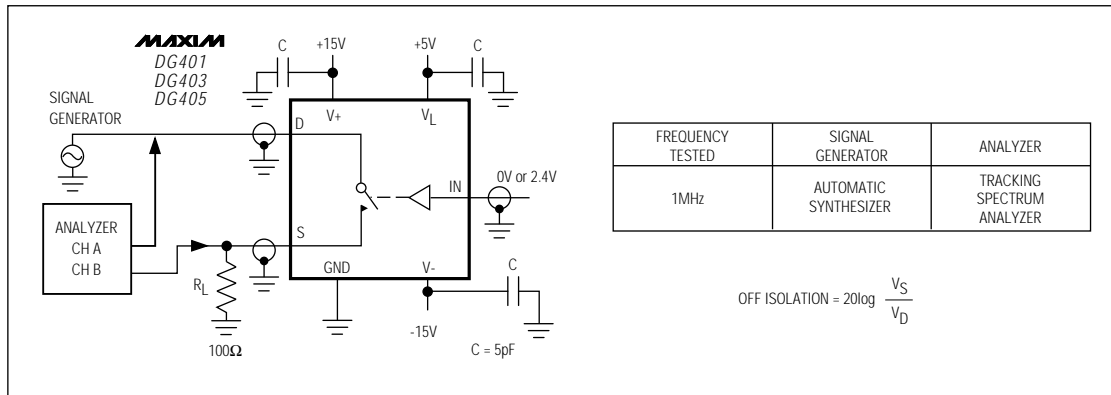 MAXIM
DG401
DG403
DG405
SIGNAL
GENERATOR
C
+15V
+5V
C
D
V+
VL
IN
0V or 2.4V
ANALYZER
CH A
CH B
S
RL
100Ω
GND
V-
C
-15V
C = 5pF
FREQUENCY
TESTED
SIGNAL
GENERATOR
ANALYZER
1MHz
AUTOMATIC
SYNTHESIZER
TRACKING
SPECTRUM
ANALYZER
OFF ISOLATION = 20log VS
VD